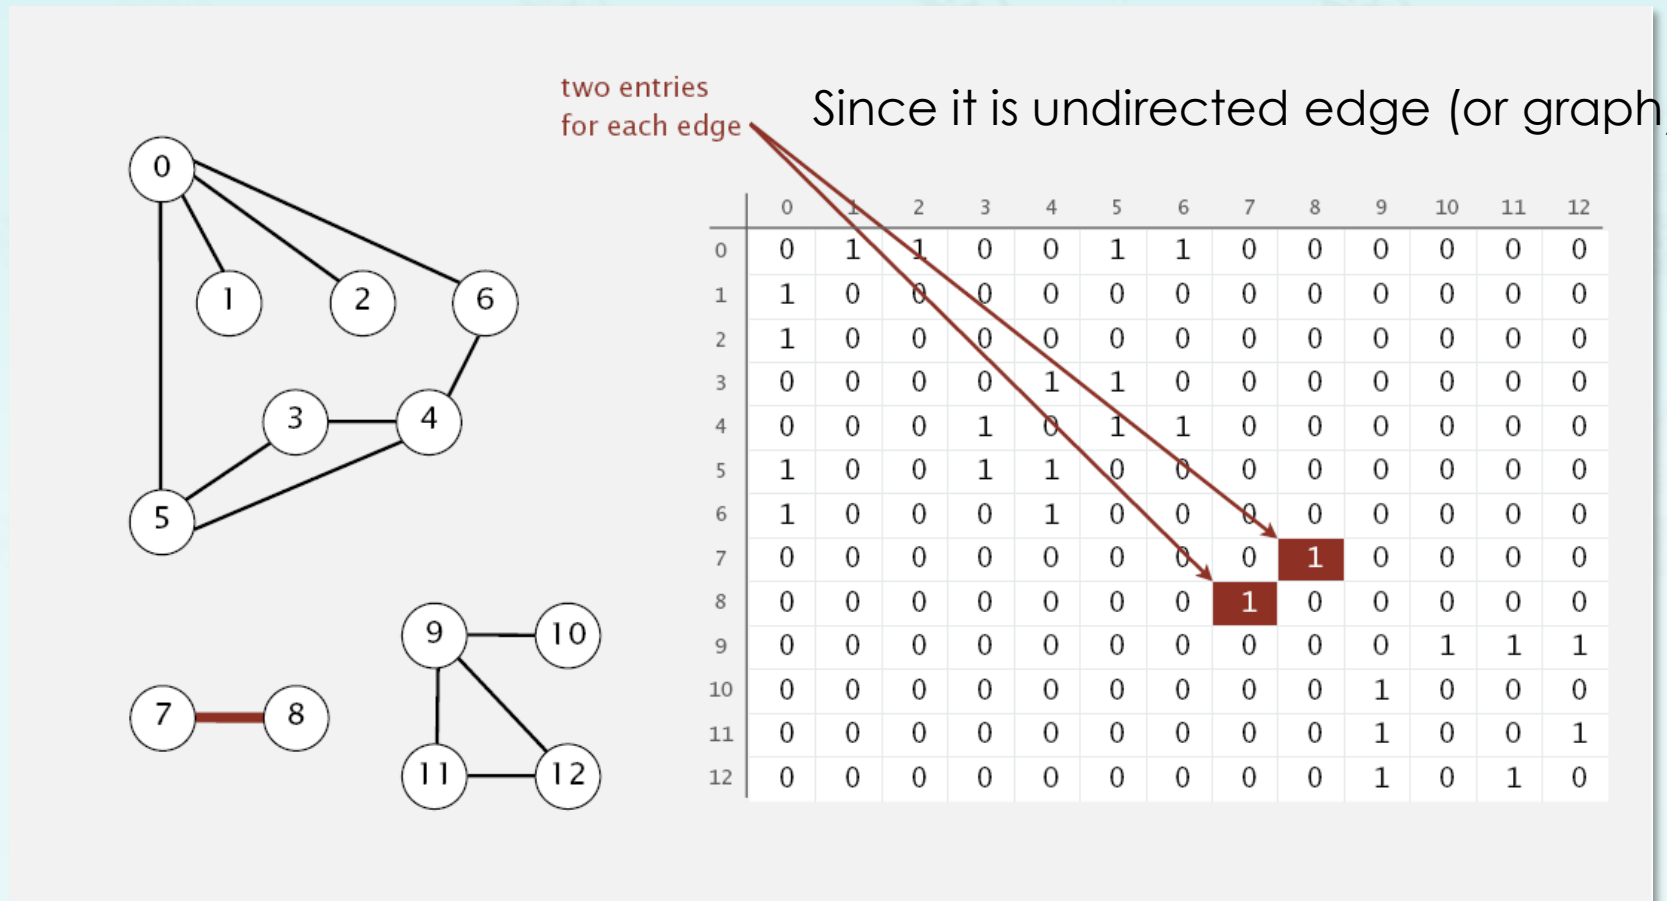 two entries
for each edge
Since it is undirected edge (or graph)
0
1
2
6
3
4
5
9
10
7
8
11
12
0 1 2 3 4 5 6 7 8 9 10 11 12
0 0 1 1 0 0 1 1 0 0 0 0 0 0
1 1 0 0 0 0 0 0 0 0 0 0 0 0
2 1 0 0 0 0 0 0 0 0 0 0 0 0
3 0 0 0 0 1 1 0 0 0 0 0 0 0
4 0 0 0 1 0 1 1 0 0 0 0 0 0
5 1 0 0 1 1 0 0 0 0 0 0 0 0
6 1 0 0 0 1 0 0 0 0 0 0 0 0
7 0 0 0 0 0 0 0 0 1 0 0 0 0
8 0 0 0 0 0 0 0 1 0 0 0 0 0
9 0 0 0 0 0 0 0 0 0 0 1 1 1
10 0 0 0 0 0 0 0 0 0 1 0 0 0
11 0 0 0 0 0 0 0 0 0 1 0 0 1
12 0 0 0 0 0 0 0 0 0 1 0 1 0